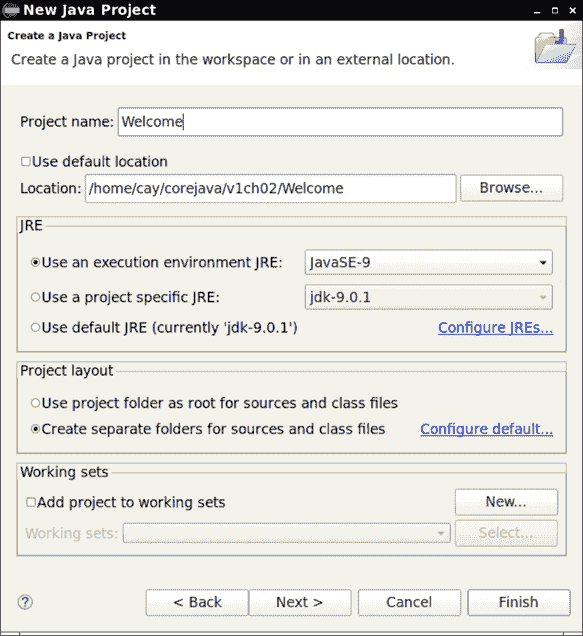 New Java Project
Create a Java Project
Create a Java project in the workspace or in an external location.
Project name: Welcome
Use default location
Location: /home/cay/corejava/v1ch02/Welcome Browse...
JRE
Use an execution environment JRE: JavaSE-9
Use a project specific JRE: jdk-9.0.1
Use default JRE (currently 'jdk-9.0.1') Configure JREs...
Project layout
Use project folder as root for sources and class files
Create separate folders for sources and class files Configure default...
Working sets
Add project to working sets New...
Working sets: Select...
? < Back Next > Cancel Finish